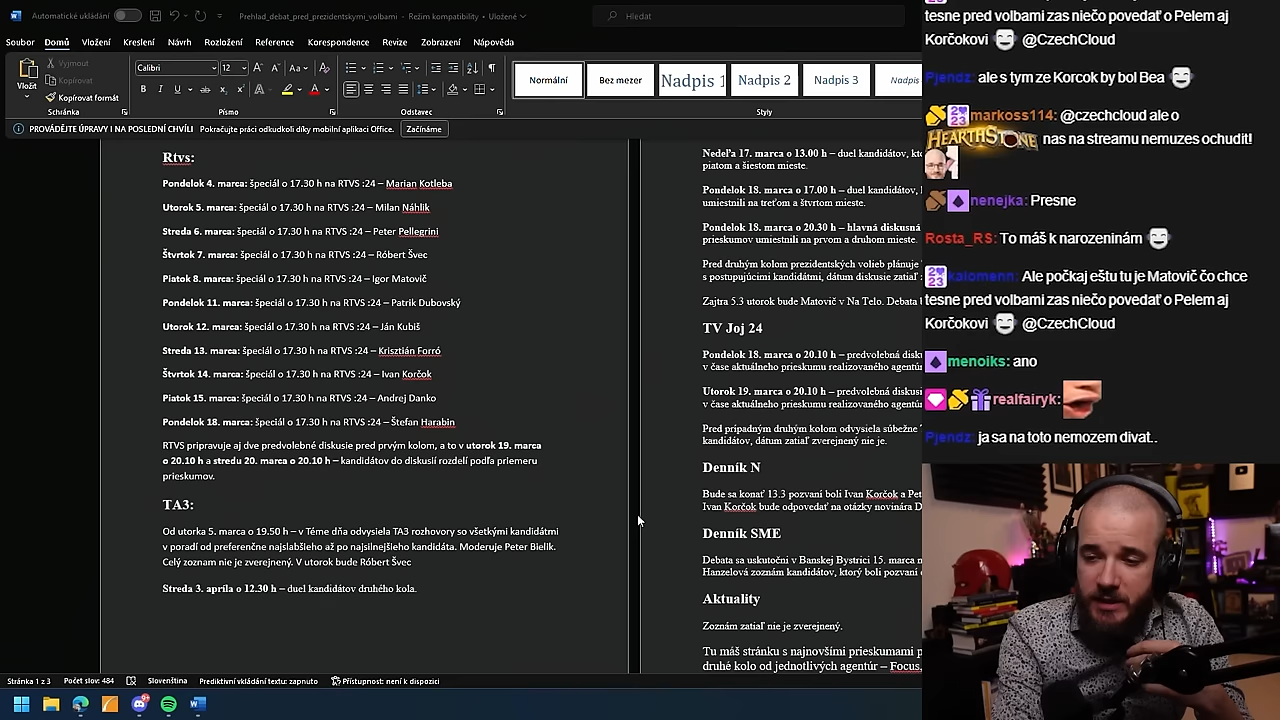 Automatické ukládání
Prehlad_debat_pred_prezidentskymi_volbami - Režim kompatibility • Uložené
Hledat
Soubor Domů Vložení Kreslení Návrh Rozložení Reference Korespondence Revize Zobrazení Nápověda
Vložit
Vyjmout
Kopírovat
Kopírovat formát
Schránka
Calibri 12
Písmo
Odstavec
Normální Bez mezer Nadpis 1 Nadpis 2 Nadpis 3 Nadpis
Styly
PROVÁDĚJTE ÚPRAVY I NA POSLEDNÍ CHVÍLI Pokračujte práci odkudkoli díky mobilní aplikaci Office. Začínáme
Rtvs:
Pondelok 4. marca: špeciál o 17.30 h na RTVS :24 – Marian Kotleba
Utorok 5. marca: špeciál o 17.30 h na RTVS :24 – Milan Náhlik
Streda 6. marca: špeciál o 17.30 h na RTVS :24 – Peter Pellegrini
Štvrtok 7. marca: špeciál o 17.30 h na RTVS :24 – Róbert Švec
Piatok 8. marca: špeciál o 17.30 h na RTVS :24 – Igor Matovič
Pondelok 11. marca: špeciál o 17.30 h na RTVS :24 – Patrik Dubovský
Utorok 12. marca: špeciál o 17.30 h na RTVS :24 – Ján Kubiš
Streda 13. marca: špeciál o 17.30 h na RTVS :24 – Krisztián Forró
Štvrtok 14. marca: špeciál o 17.30 h na RTVS :24 – Ivan Korčok
Piatok 15. marca: špeciál o 17.30 h na RTVS :24 – Andrej Danko
Pondelok 18. marca: špeciál o 17.30 h na RTVS :24 – Štefan Harabin
RTVS pripravuje aj dve predvolebné diskusie pred prvým kolom, a to v utorok 19. marca
o 20.10 h a stredu 20. marca o 20.10 h – kandidátov do diskusií rozdelí podľa priemeru
prieskumov.
TA3:
Od utorka 5. marca o 19.50 h – v Téme dňa odvysiela TA3 rozhovory so všetkými kandidátmi
v poradí od preferenčne najslabšieho až po najsilnejšieho kandidáta. Moderuje Peter Bielik.
Celý zoznam nie je zverejnený. V utorok bude Róbert Švec
Streda 3. apríla o 12.30 h – duel kandidátov druhého kola.
Nedeľa 17. marca o 13.00 h – duel kandidátov, kto
piatom a šiestom mieste.
Pondelok 18. marca o 17.00 h – duel kandidátov,
umiestnili na treťom a štvrtom mieste.
Pondelok 18. marca o 20.30 h – hlavná diskusná
prieskumov umiestnili na prvom a druhom mieste.
Pred druhým kolom prezidentských volieb plánuje
s postupujúcimi kandidátmi, dátum diskusie zatiaľ
Zajtra 5.3 utorok bude Matovič v Na Telo. Debata
TV Joj 24
Pondelok 18. marca o 20.10 h – predvolebná disku
v čase aktuálneho prieskumu realizovaného agentúr
Utorok 19. marca o 20.10 h – predvolebná diskus
v čase aktuálneho prieskumu realizovaného agentúr
Pred prípadným druhým kolom odvysiela súbežne
kandidátov, dátum zatiaľ zverejnený nie je.
Denník N
Bude sa konať 13.3 pozvaní boli Ivan Korčok a Pet
Ivan Korčok bude odpovedať na otázky novinára D
Denník SME
Debata sa uskutoční v Banskej Bystrici 15. marca
Hanzelová zoznám kandidátov, ktorý boli pozvaní
Aktuality
Zoznám zatiaľ nie je zverejnený.
Tu máš stránku s najnovšími prieskumami p
druhé kolo od jednotlivých agentúr – Focus,
Stránka 1 z 3 Počet slov: 484 Slovenština Prediktivní vkládání textu: zapnuto Přístupnost: není k dispozici
tesne pred volbami zas niečo povedať o Pelem aj
Korčokovi @CzechCloud
Pjendz: ale s tym ze Korcok by bol Bea
markoss114: @czechcloud ale o
HEARTHSTONE nas na streamu nemuzes ochudit!
nenejka: Presne
Rosta_RS: To máš k narozeninám
kalomenn: Ale počkaj eštu tu je Matovič čo chce
tesne pred volbami zas niečo povedať o Pelem aj
Korčokovi @CzechCloud
menoiks: ano
realfairyk:
Pjendz: ja sa na toto nemozem divat..